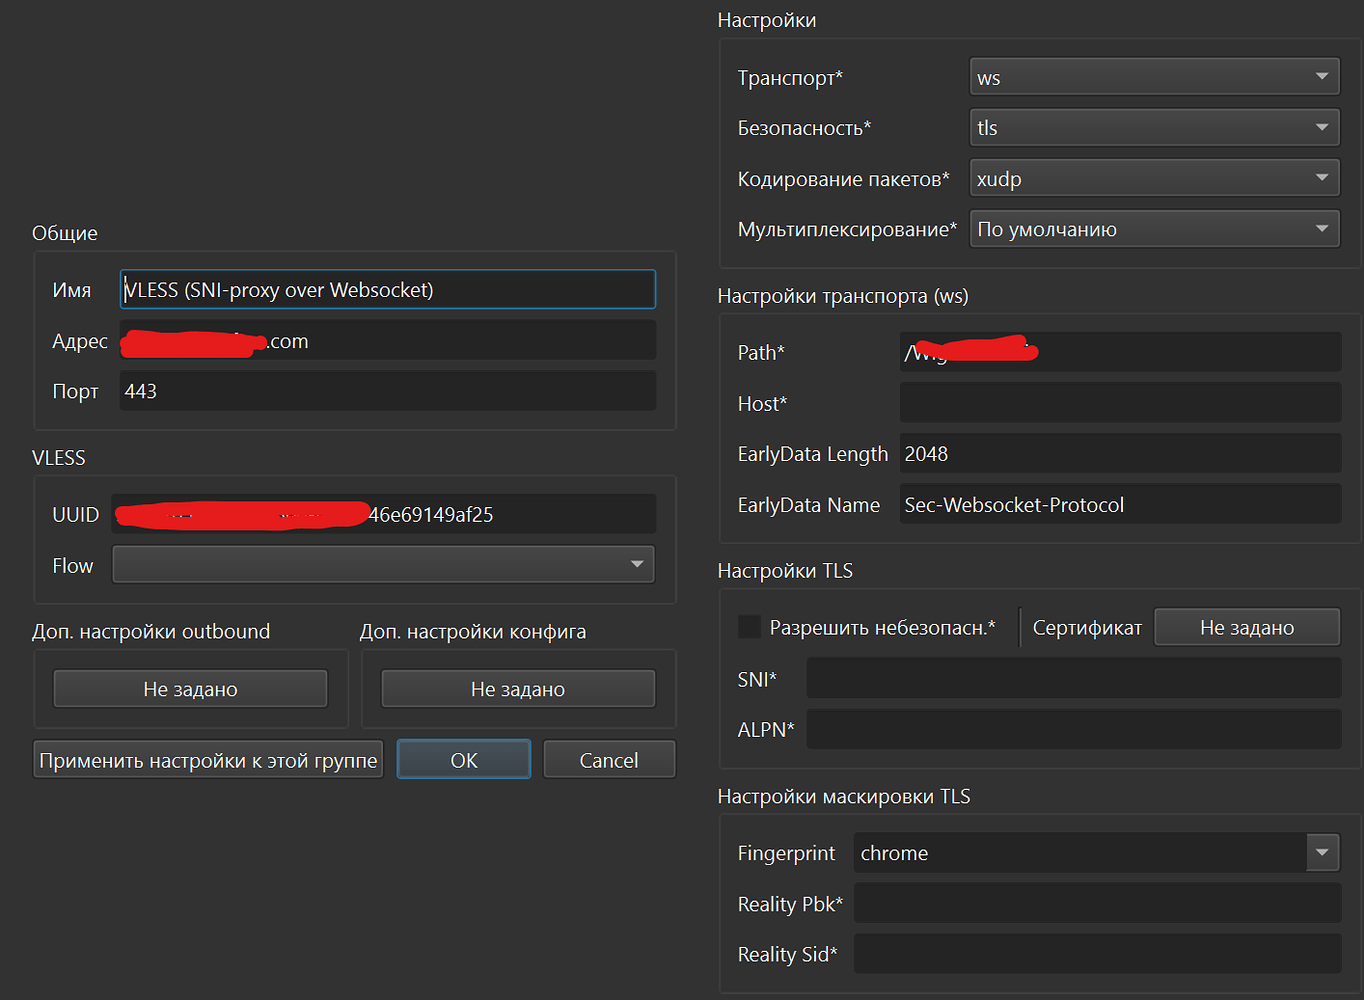 Общие
Имя VLESS (SNI-proxy over Websocket)
Адрес .com
Порт 443
VLESS
UUID 46e69149af25
Flow
Доп. настройки outbound Доп. настройки конфига
Не задано Не задано
Применить настройки к этой группе OK Cancel
Настройки
Транспорт* ws
Безопасность* tls
Кодирование пакетов* xudp
Мультиплексирование* По умолчанию
Настройки транспорта (ws)
Path*
Host*
EarlyData Length 2048
EarlyData Name Sec-Websocket-Protocol
Настройки TLS
Разрешить небезопасн.* Сертификат Не задано
SNI*
ALPN*
Настройки маскировки TLS
Fingerprint chrome
Reality Pbk*
Reality Sid*